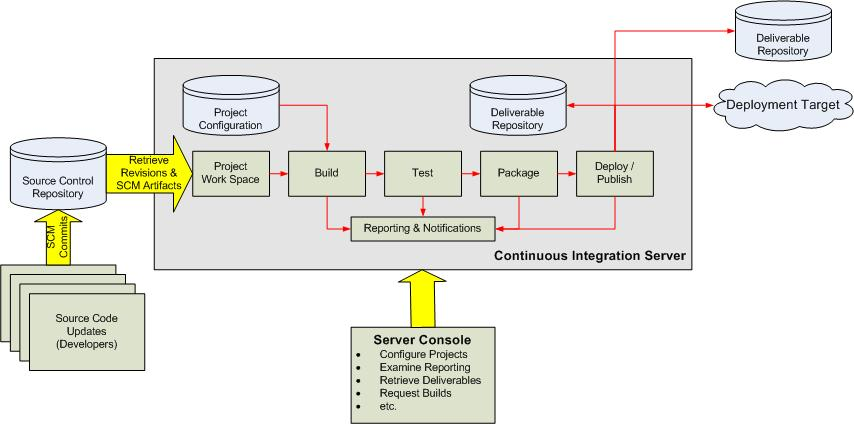 Deliverable
Repository
Deployment Target
Project
Configuration
Deliverable
Repository
Source Control
Repository
Retrieve
Revisions &
SCM Artifacts
Project
Work Space
Build
Test
Package
Deploy /
Publish
Reporting & Notifications
Continuous Integration Server
SCM
Commits
Source Code
Updates
(Developers)
Server Console
• Configure Projects
• Examine Reporting
• Retrieve Deliverables
• Request Builds
• etc.